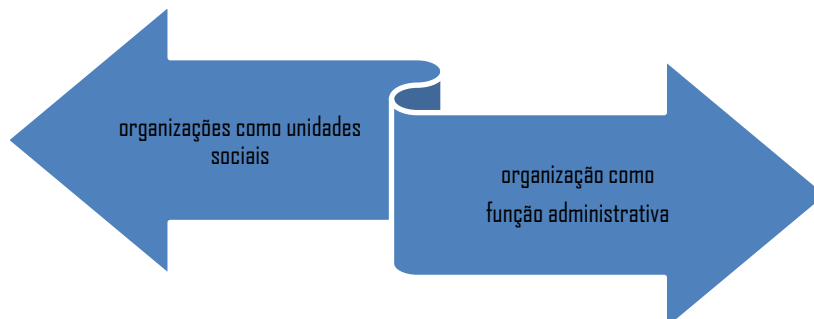 organizações como unidades
sociais
organização como
função administrativa